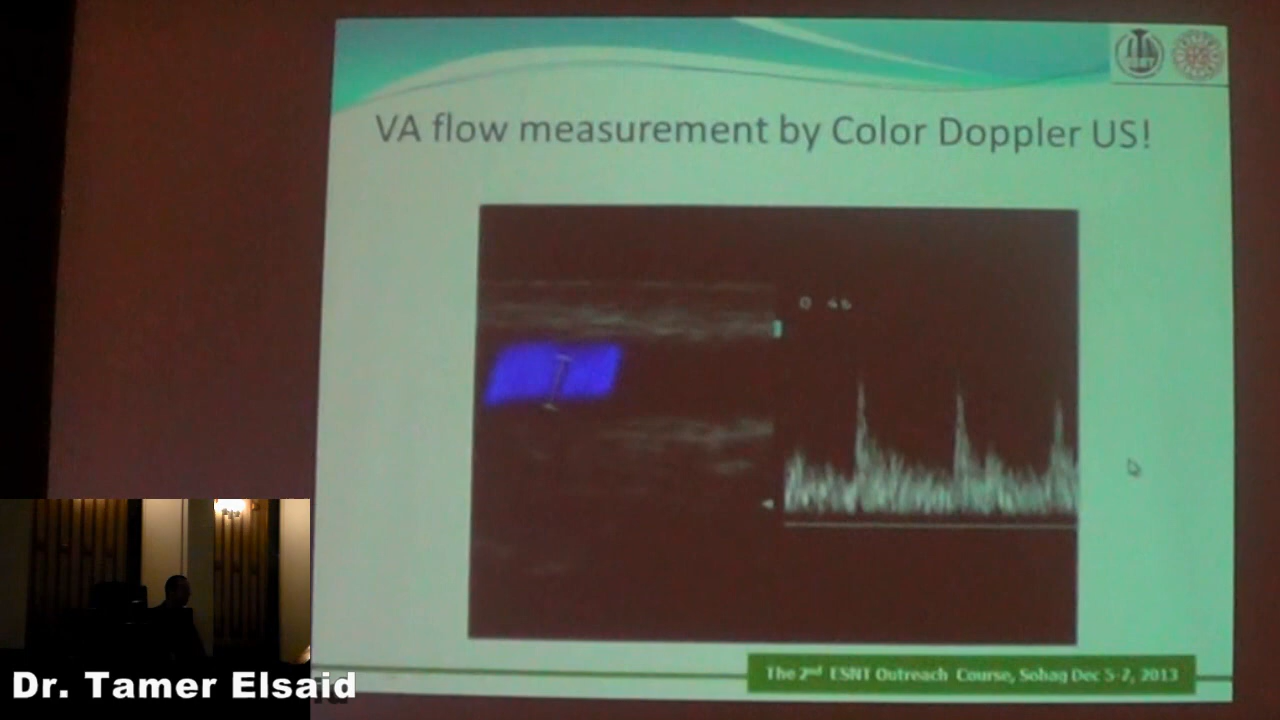 VA flow measurement by Color Doppler US!
The 2nd ESNT Outreach Course, Sohag Dec 5-7, 2013
Dr. Tamer Elsaid